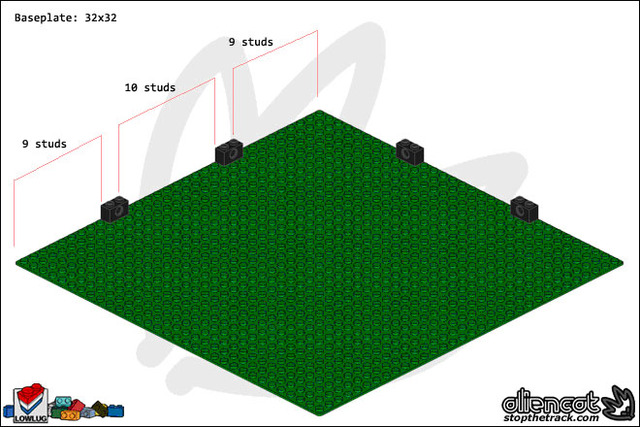 Baseplate: 32x32
9 studs
10 studs
9 studs
LOWLUG
aliencat
stopthetrack.com